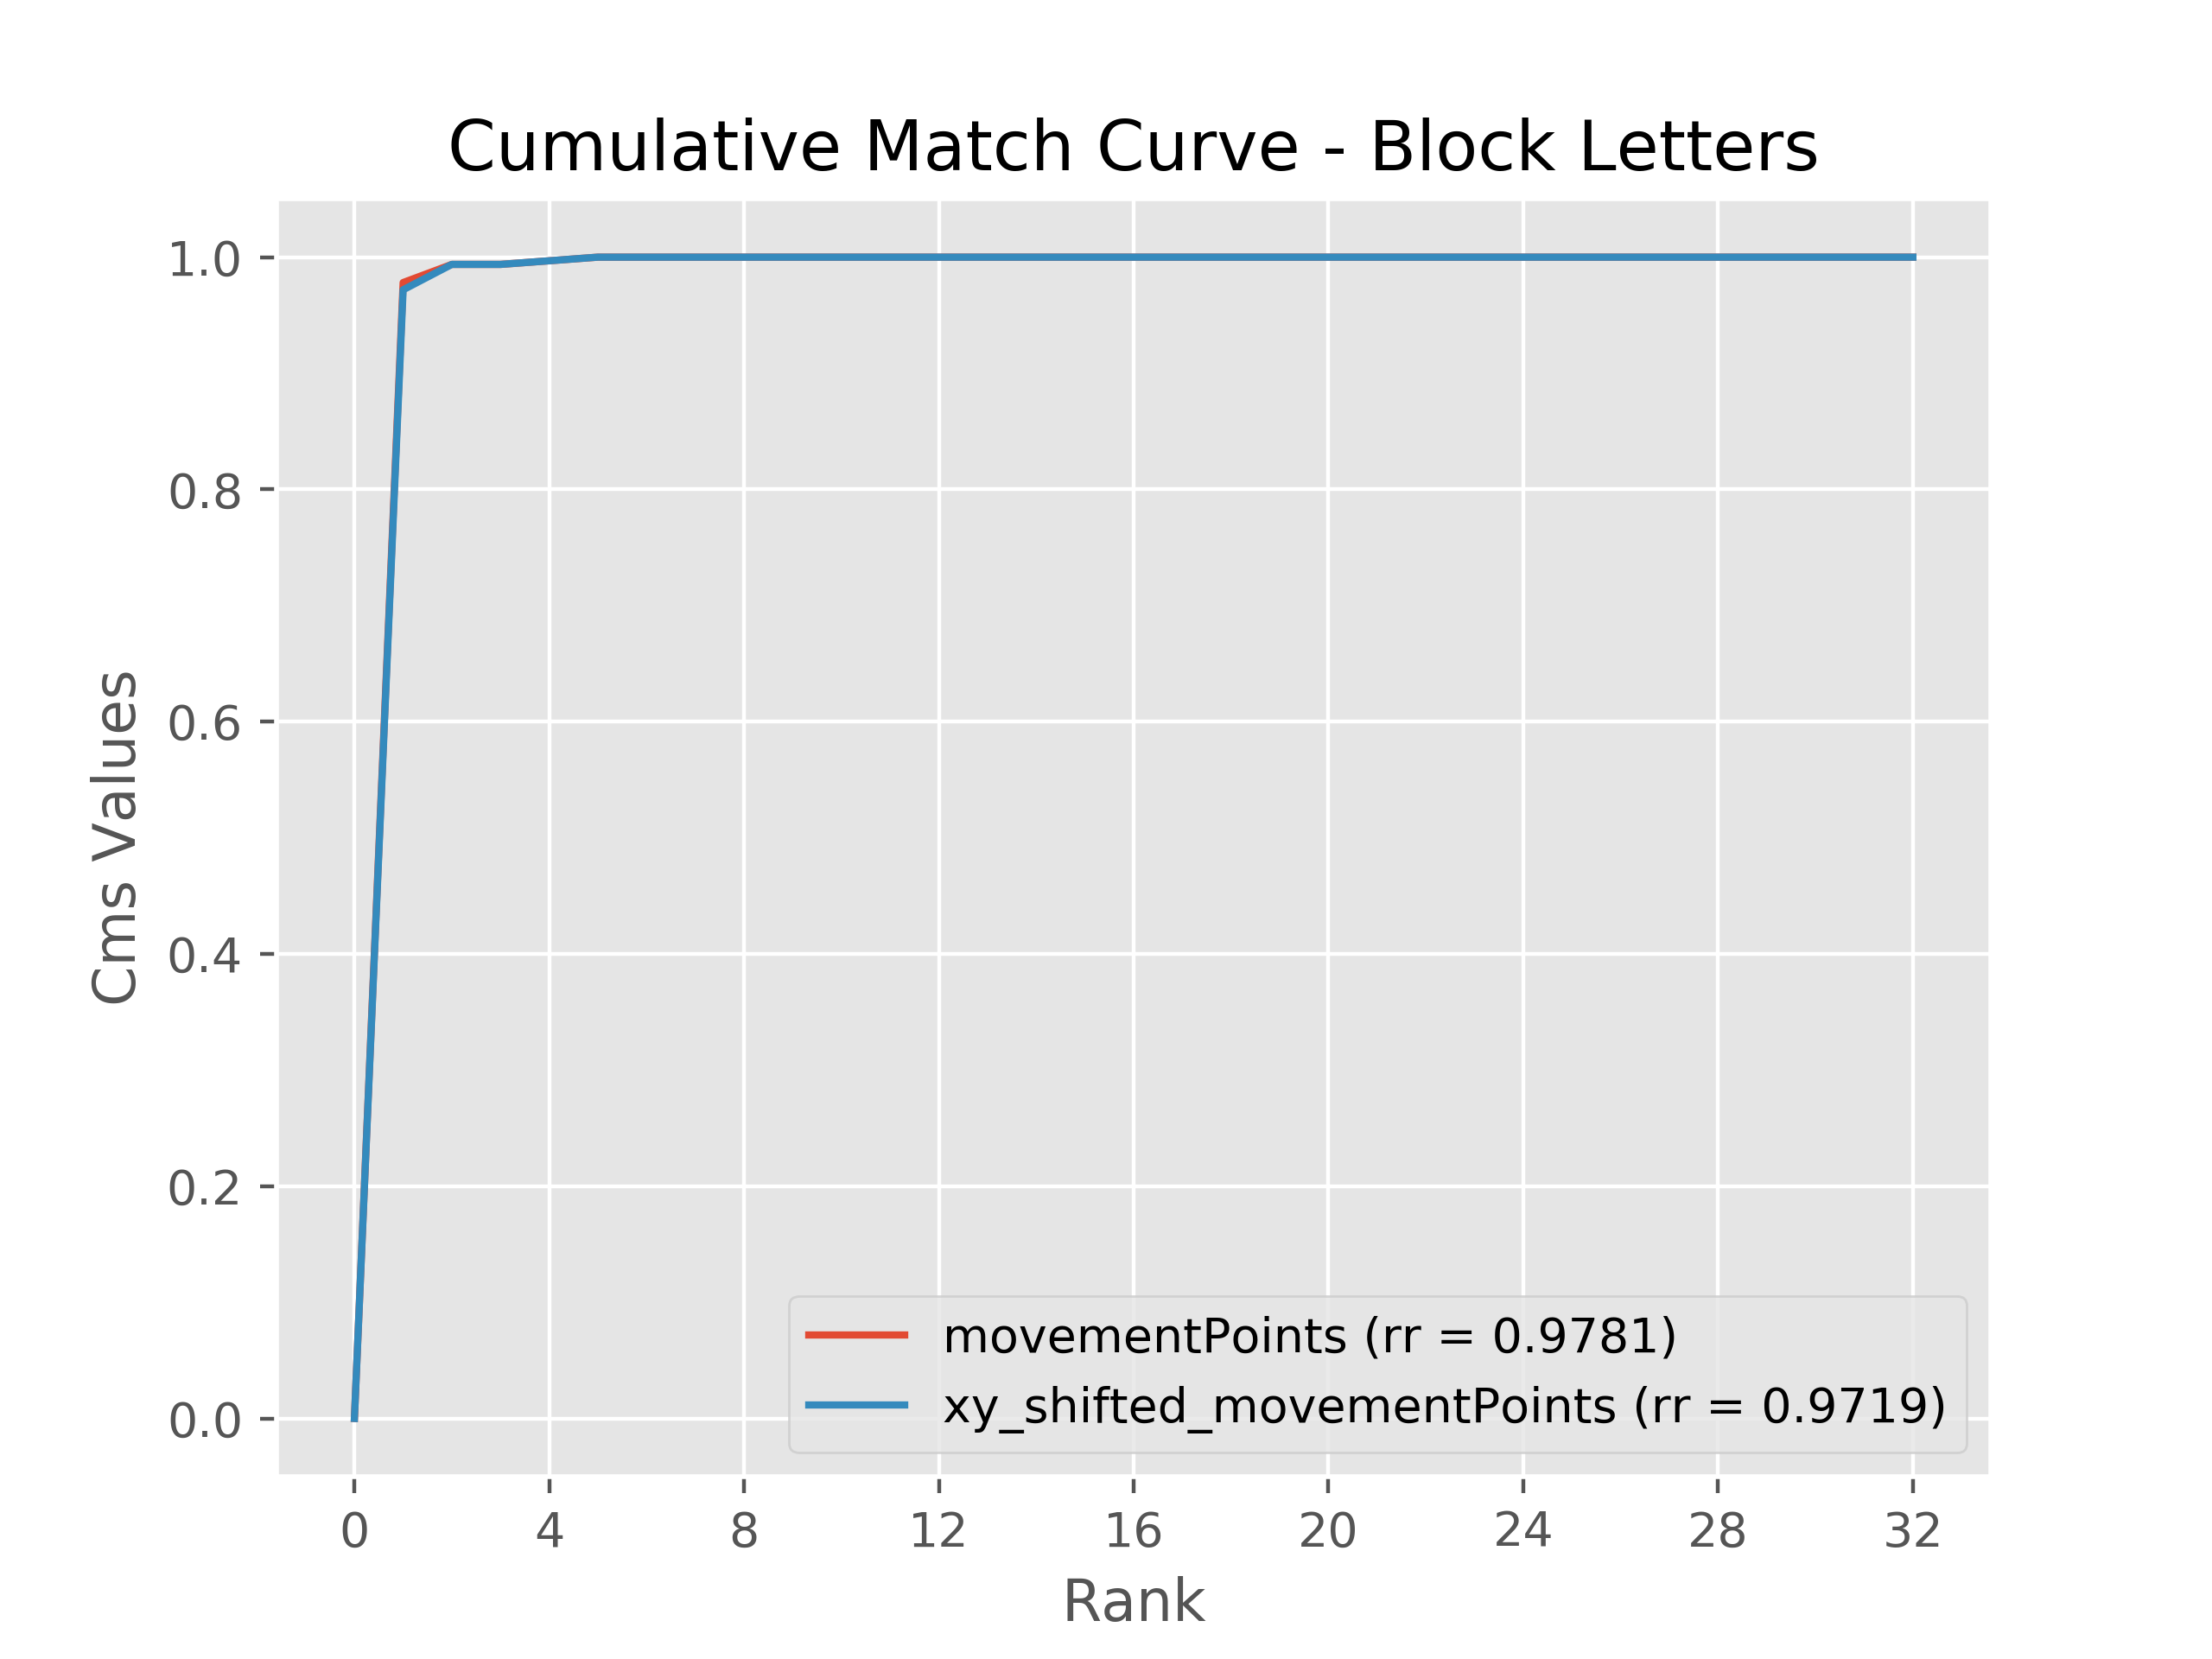 Cumulative Match Curve - Block Letters
1.0
0.8
0.6
0.4
0.2
0.0
Cms Values
movementPoints (rr = 0.9781)
xy_shifted_movementPoints (rr = 0.9719)
0 4 8 12 16 20 24 28 32
Rank